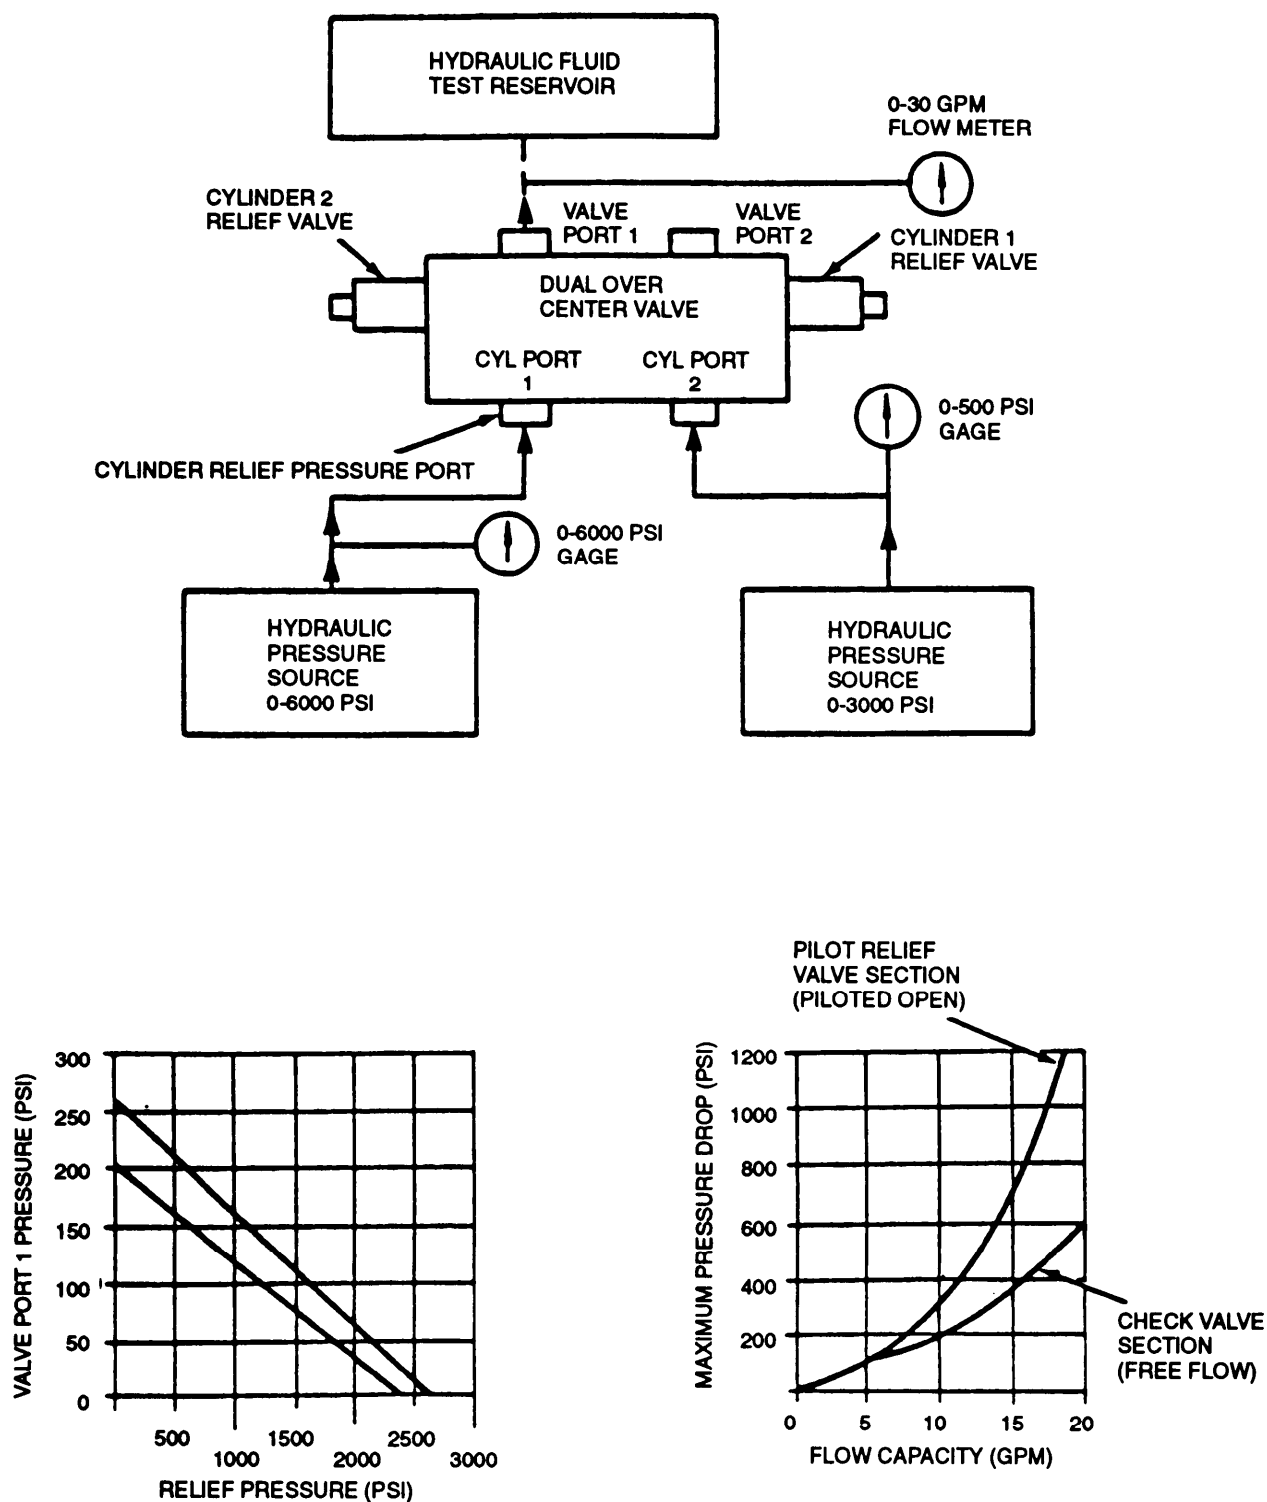 HYDRAULIC FLUID
TEST RESERVOIR
0-30 GPM
FLOW METER
CYLINDER 2
RELIEF VALVE
VALVE
PORT 1
VALVE
PORT 2
CYLINDER 1
RELIEF VALVE
DUAL OVER
CENTER VALVE
CYL PORT
1
CYL PORT
2
0-500 PSI
GAGE
CYLINDER RELIEF PRESSURE PORT
0-6000 PSI
GAGE
HYDRAULIC
PRESSURE
SOURCE
0-6000 PSI
HYDRAULIC
PRESSURE
SOURCE
0-3000 PSI
VALVE PORT 1 PRESSURE (PSI)
300
250
200
150
100
50
0
500
1000
1500
2000
2500
3000
RELIEF PRESSURE (PSI)
PILOT RELIEF
VALVE SECTION
(PILOTED OPEN)
MAXIMUM PRESSURE DROP (PSI)
1200
1000
800
600
400
200
0
5
10
15
20
FLOW CAPACITY (GPM)
CHECK VALVE
SECTION
(FREE FLOW)